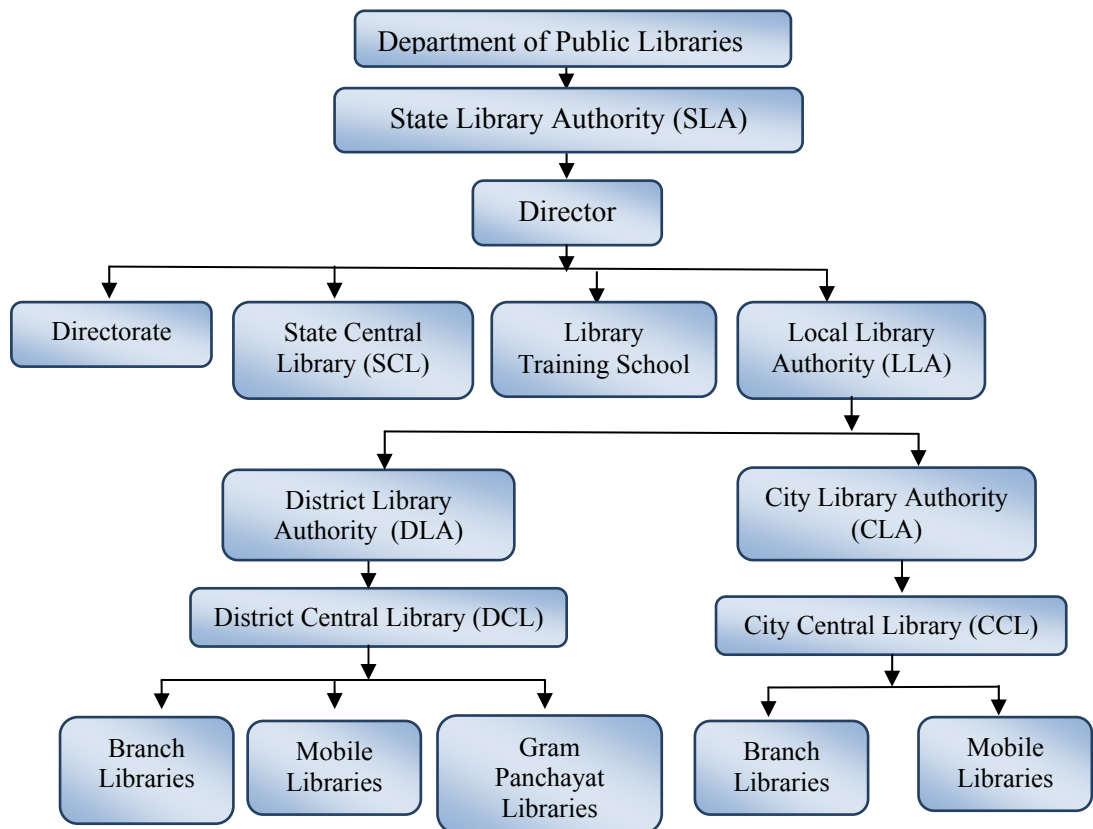 Department of Public Libraries
State Library Authority (SLA)
Director
Directorate
State Central
Library (SCL)
Library
Training School
Local Library
Authority (LLA)
District Library
Authority (DLA)
City Library Authority
(CLA)
District Central Library (DCL)
City Central Library (CCL)
Branch
Libraries
Mobile
Libraries
Gram
Panchayat
Libraries
Branch
Libraries
Mobile
Libraries